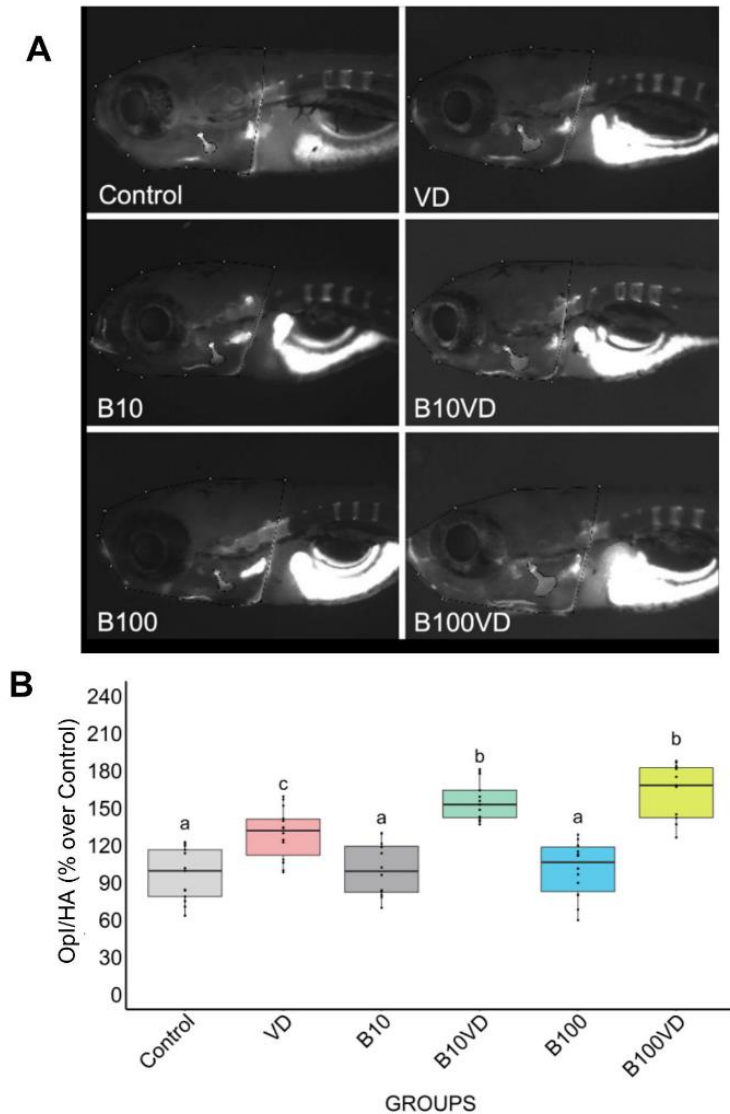 A
Control
VD
B10
B10VD
B100
B100VD
B
OpI/HA (% over Control)
240
210
180
150
120
90
60
30
0
a
c
a
b
a
b
Control
VD
B10
B10VD
B100
B100VD
GROUPS